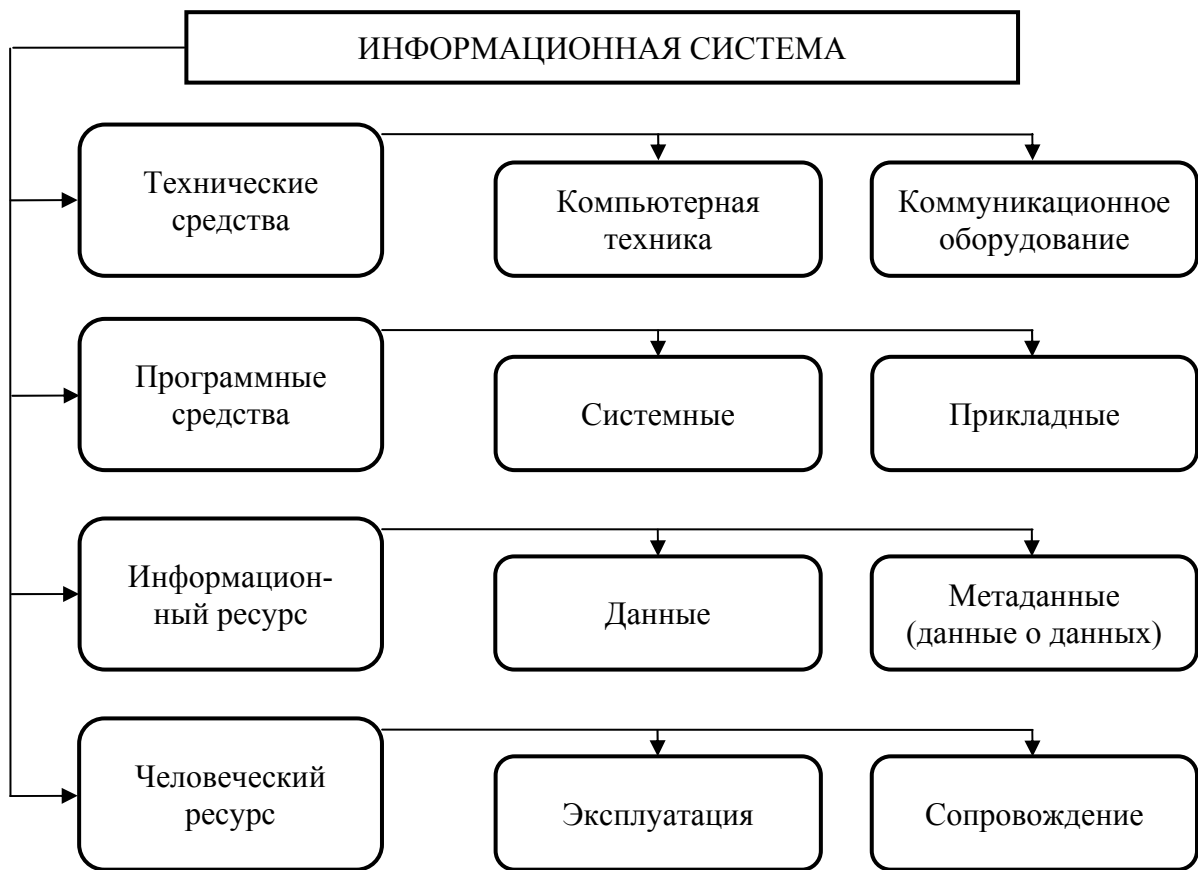 ИНФОРМАЦИОННАЯ СИСТЕМА
Технические
средства
Компьютерная
техника
Коммуникационное
оборудование
Программные
средства
Системные
Прикладные
Информацион-
ный ресурс
Данные
Метаданные
(данные о данных)
Человеческий
ресурс
Эксплуатация
Сопровождение